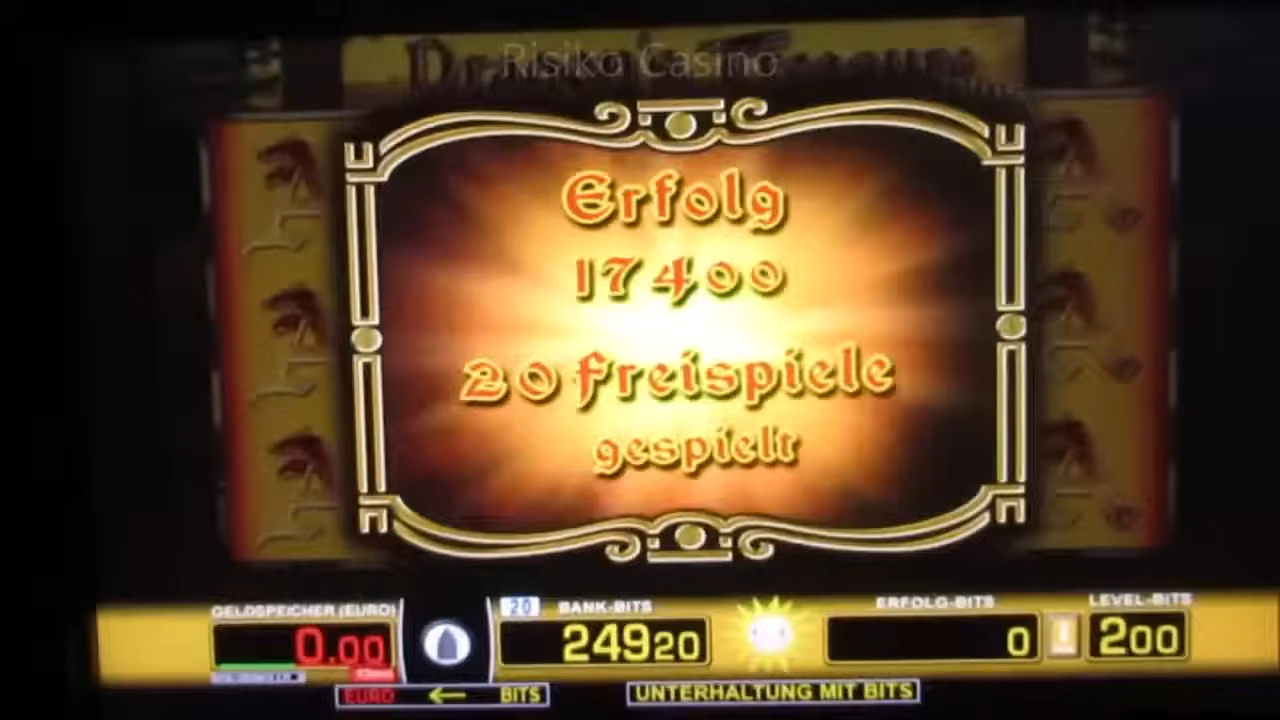 Risiko Casino
Erfolg
17400
20 Freispiele
gespielt
GELDSPEICHER (EURO)
20 BANK-BITS
ERFOLG-BITS
LEVEL-BITS
0.00
24920
0
200
EURO ← BITS
UNTERHALTUNG MIT BITS